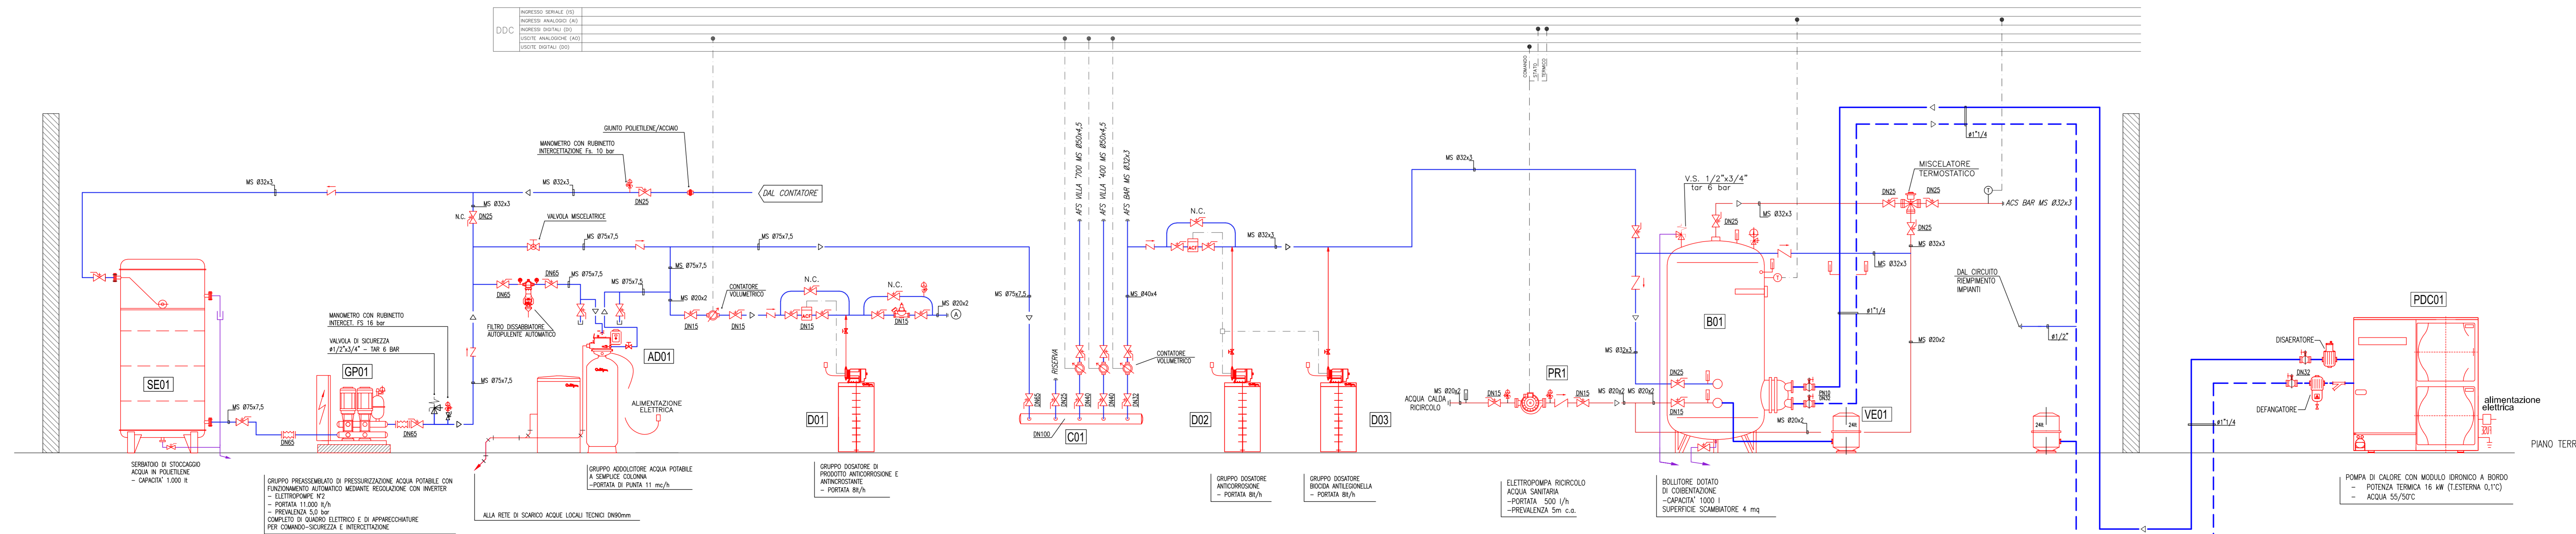 DDC
INGRESSO SERIALE (IS)
INGRESSI ANALOGICI (AI)
INGRESSI DIGITALI (DI)
USCITE ANALOGICHE (AO)
USCITE DIGITALI (DO)
COMANDO
STATO
TERMICO
GIUNTO POLIETILENE/ACCIAIO
MANOMETRO CON RUBINETTO
INTERCETTAZIONE Fs. 10 bar
MS Ø32x3
MS Ø32x3
DN25
DAL CONTATORE
MS Ø32x3
N.C.
DN25
VALVOLA MISCELATRICE
MS Ø75x7,5
MS Ø75x7,5
MS Ø75x7,5
DN65
MS Ø75x7,5
DN65
MS Ø75x7,5
MS Ø20x2
CONTATORE
VOLUMETRICO
N.C.
N.C.
MS Ø20x2
A
DN15
DN15
ACF
DN15
DN15
FILTRO DISSABBIATORE
AUTOPULENTE AUTOMATICO
MANOMETRO CON RUBINETTO
INTERCET. FS 16 bar
VALVOLA DI SICUREZZA
ø1/2"x3/4" - TAR 6 BAR
GP01
SE01
MS Ø75x7,5
MS Ø75x7,5
DN65
DN65
AD01
ALIMENTAZIONE
ELETTRICA
D01
SERBATOIO DI STOCCAGGIO
ACQUA IN POLIETILENE
- CAPACITA' 1.000 lt
GRUPPO PREASSEMBLATO DI PRESSURIZZAZIONE ACQUA POTABILE CON
FUNZIONAMENTO AUTOMATICO MEDIANTE REGOLAZIONE CON INVERTER
- ELETTROPOMPE N'2
- PORTATA 11.000 lt/h
- PREVALENZA 5,0 bar
COMPLETO DI QUADRO ELETTRICO E DI APPARECCHIATURE
PER COMANDO-SICUREZZA E INTERCETTAZIONE
GRUPPO ADDOLCITORE ACQUA POTABILE
A SEMPLICE COLONNA
-PORTATA DI PUNTA 11 mc/h
ALLA RETE DI SCARICO ACQUE LOCALI TECNICI DN90mm
GRUPPO DOSATORE DI
PRODOTTO ANTICORROSIONE E
ANTINCROSTANTE
- PORTATA 8lt/h
AFS VILLA '700 MS Ø50x4,5
AFS VILLA '400 MS Ø50x4,5
AFS BAR MS Ø32x3
MS Ø75x7,5
MS Ø40x4
RISERVA
CONTATORE
VOLUMETRICO
DN65
DN25
DN40
DN40
DN32
DN100
C01
N.C.
ACF
MS Ø32x3
D02
D03
GRUPPO DOSATORE
ANTICORROSIONE
- PORTATA 8lt/h
GRUPPO DOSATORE
BIOCIDA ANTILEGIONELLA
- PORTATA 8lt/h
MS Ø32x3
ACQUA CALDA
RICIRCOLO
MS Ø20x2
DN15
PR1
DN15
MS Ø20x2
MS Ø20x2
ELETTROPOMPA RICIRCOLO
ACQUA SANITARIA
-PORTATA 500 l/h
-PREVALENZA 5m c.a.
V.S. 1/2"x3/4"
tar 6 bar
DN25
MS Ø32x3
MS Ø32x3
DN25
DN15
B01
T
MS Ø32x3
MS Ø20x2
BOLLITORE DOTATO
DI COIBENTAZIONE
-CAPACITA' 1000 l
SUPERFICIE SCAMBIATORE 4 mq
ø1"1/4
MISCELATORE
TERMOSTATICO
DN25
DN25
DN25
T
ACS BAR MS Ø32x3
MS Ø32x3
MS Ø20x2
ø1"1/4
VE01
24lt
24lt
DAL CIRCUITO
RIEMPIMENTO
IMPIANTI
ø1/2"
DISAERATORE
DN32
DEFANGATORE
ø1"1/4
PDC01
alimentazione
elettrica
PIANO TERR
POMPA DI CALORE CON MODULO IDRONICO A BORDO
- POTENZA TERMICA 16 kW (T.ESTERNA 0,1°C)
- ACQUA 55/50°C